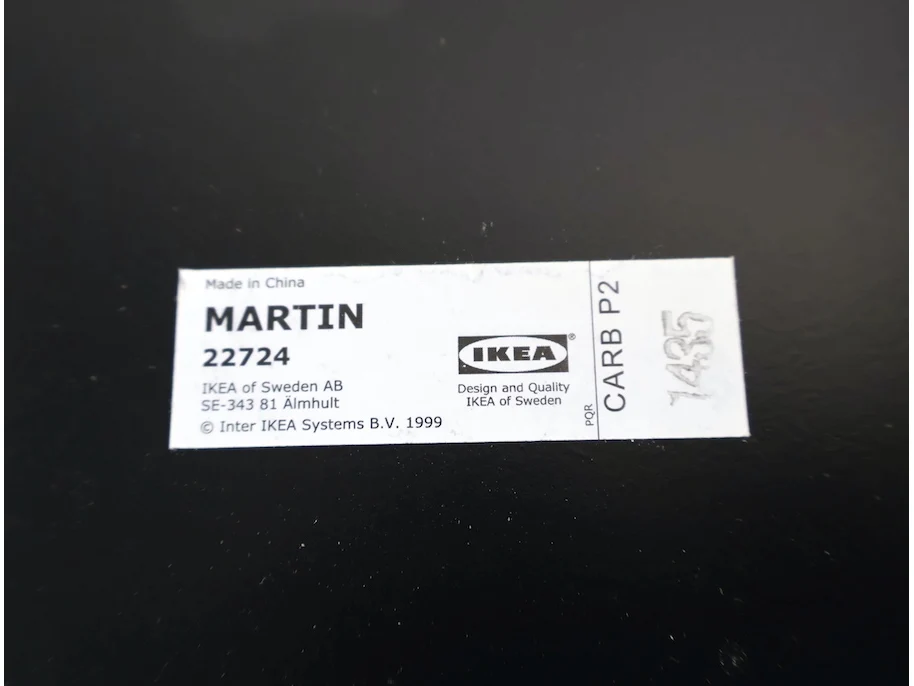 Made in China
MARTIN
22724
IKEA of Sweden AB
SE-343 81 Älmhult
© Inter IKEA Systems B.V. 1999
IKEA®
Design and Quality
IKEA of Sweden
PQR
CARB P2
1435